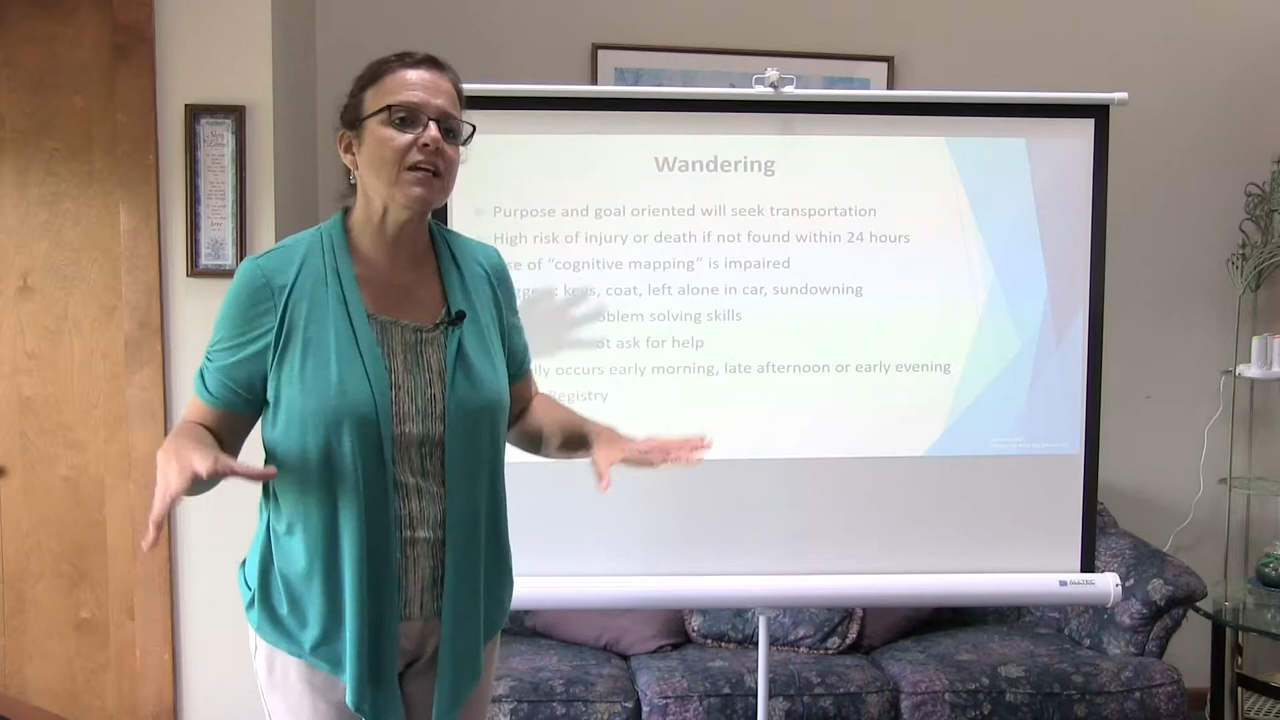 Wandering
Purpose and goal oriented will seek transportation
High risk of injury or death if not found within 24 hours
of "cognitive mapping" is impaired
keys, coat, left alone in car, sundowning
solving skills
ask for help
occurs early morning, late afternoon or early evening
Registry
ALLTEC